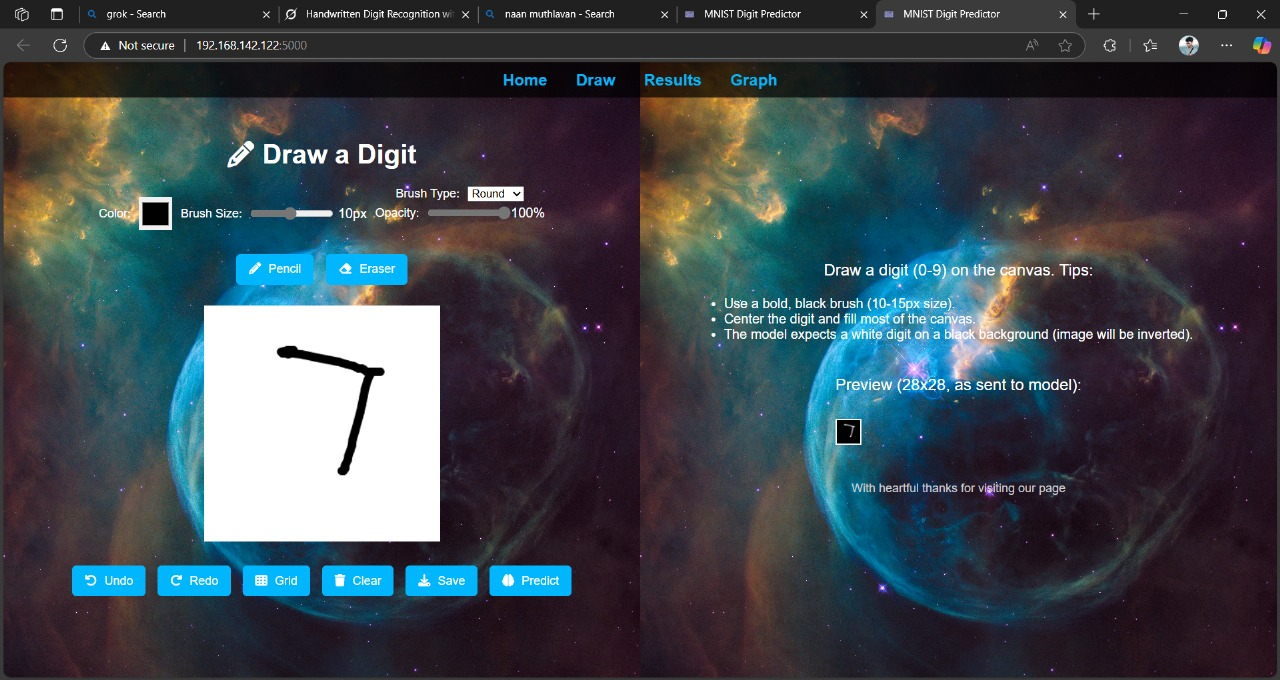 grok - Search
Handwritten Digit Recognition wi
naan muthlavan - Search
MNIST Digit Predictor
MNIST Digit Predictor
Not secure
192.168.142.122:5000
Home Draw Results Graph
Draw a Digit
Brush Type: Round
Color: Brush Size: 10px Opacity: 100%
Pencil Eraser
7
Undo Redo Grid Clear Save Predict
Draw a digit (0-9) on the canvas. Tips:
• Use a bold, black brush (10-15px size).
• Center the digit and fill most of the canvas.
• The model expects a white digit on a black background (image will be inverted).
Preview (28x28, as sent to model):
7
With heartful thanks for visiting our page